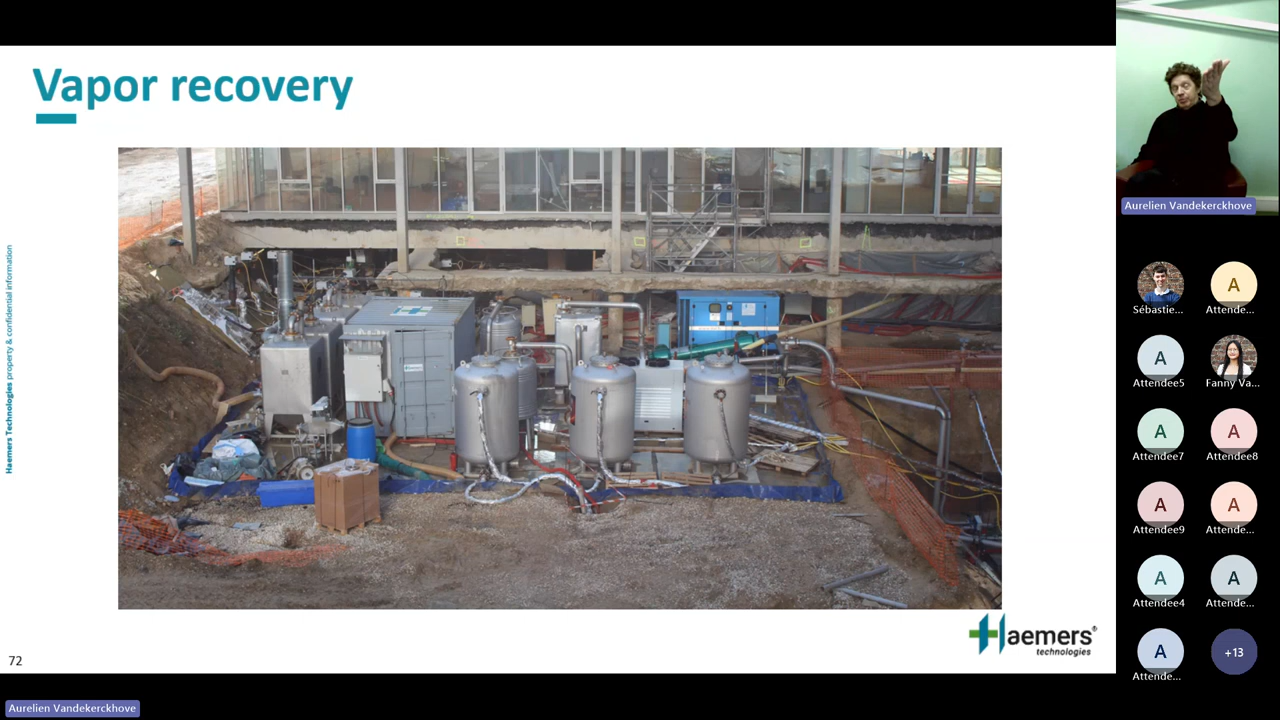 Vapor recovery
Haemers Technologies property & confidential information
Haemers®
technologies
72
Aurelien Vandekerckhove
Aurelien Vandekerckhove
Sébastie...
A
Attende...
A
Attendee5
Fanny Va...
A
Attendee7
A
Attendee8
A
Attendee9
A
Attende...
A
Attendee4
A
Attende...
A
Attende...
+13